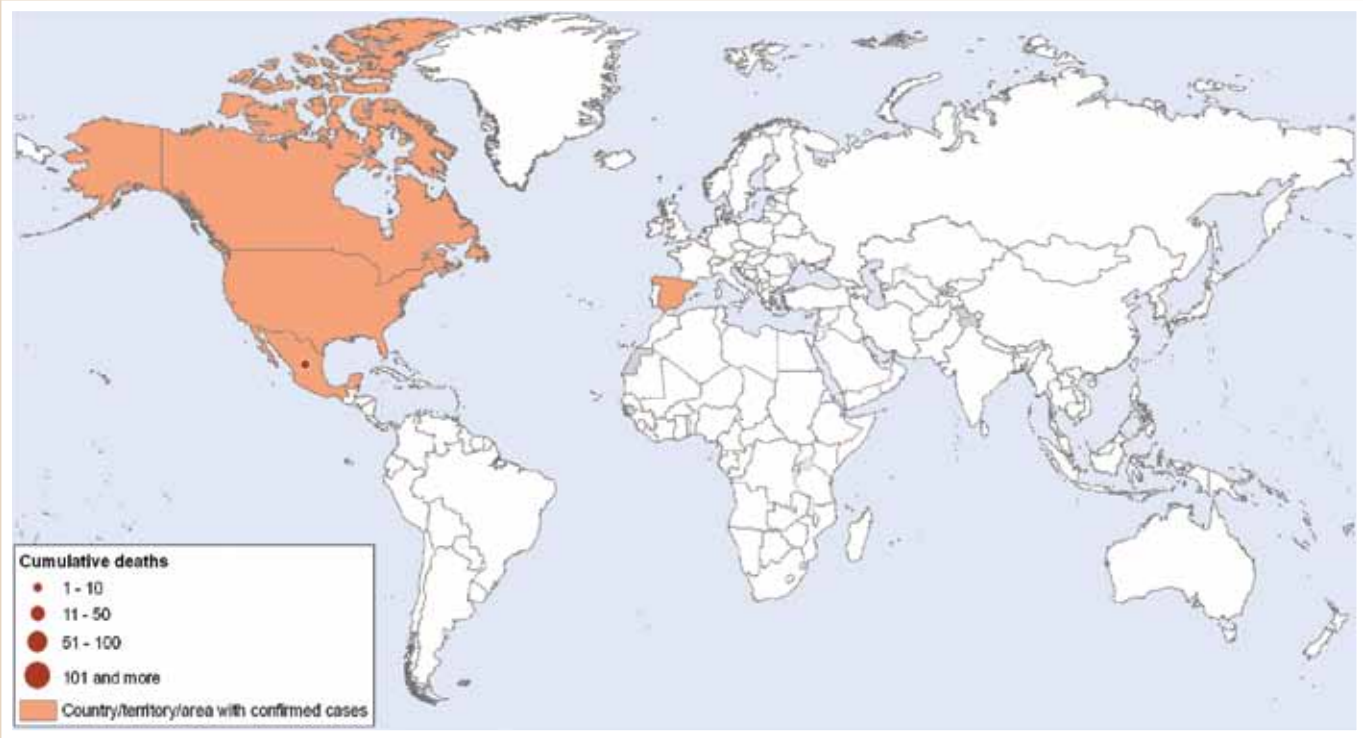 Cumulative deaths
1 - 10
11 - 50
51 - 100
101 and more
Country/territory/area with confirmed cases